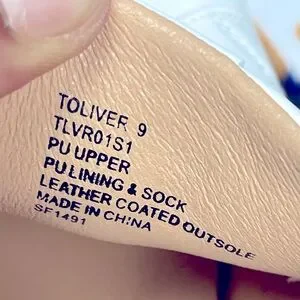 TOLIVER 9
TLVR01S1
PU UPPER
PU LINING & SOCK
LEATHER COATED OUTSOLE
MADE IN CHINA
SF1491